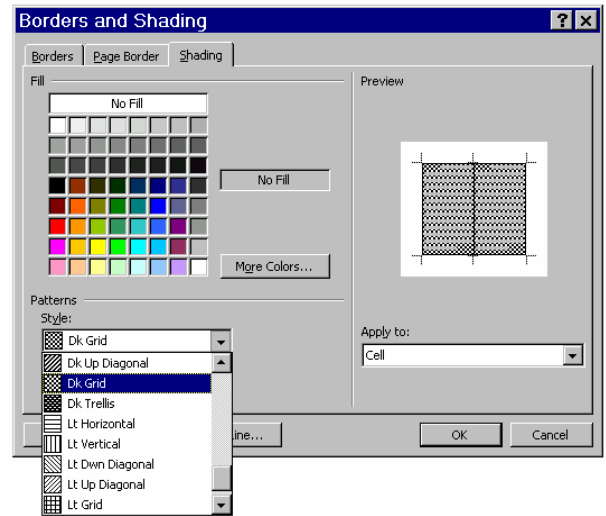 Borders and Shading
Borders Page Border Shading
Fill
No Fill
No Fill
More Colors...
Patterns
Style:
Dk Grid
Dk Up Diagonal
Dk Grid
Dk Trellis
Lt Horizontal
Lt Vertical
Lt Dwn Diagonal
Lt Up Diagonal
Lt Grid
Preview
Apply to:
Cell
OK Cancel